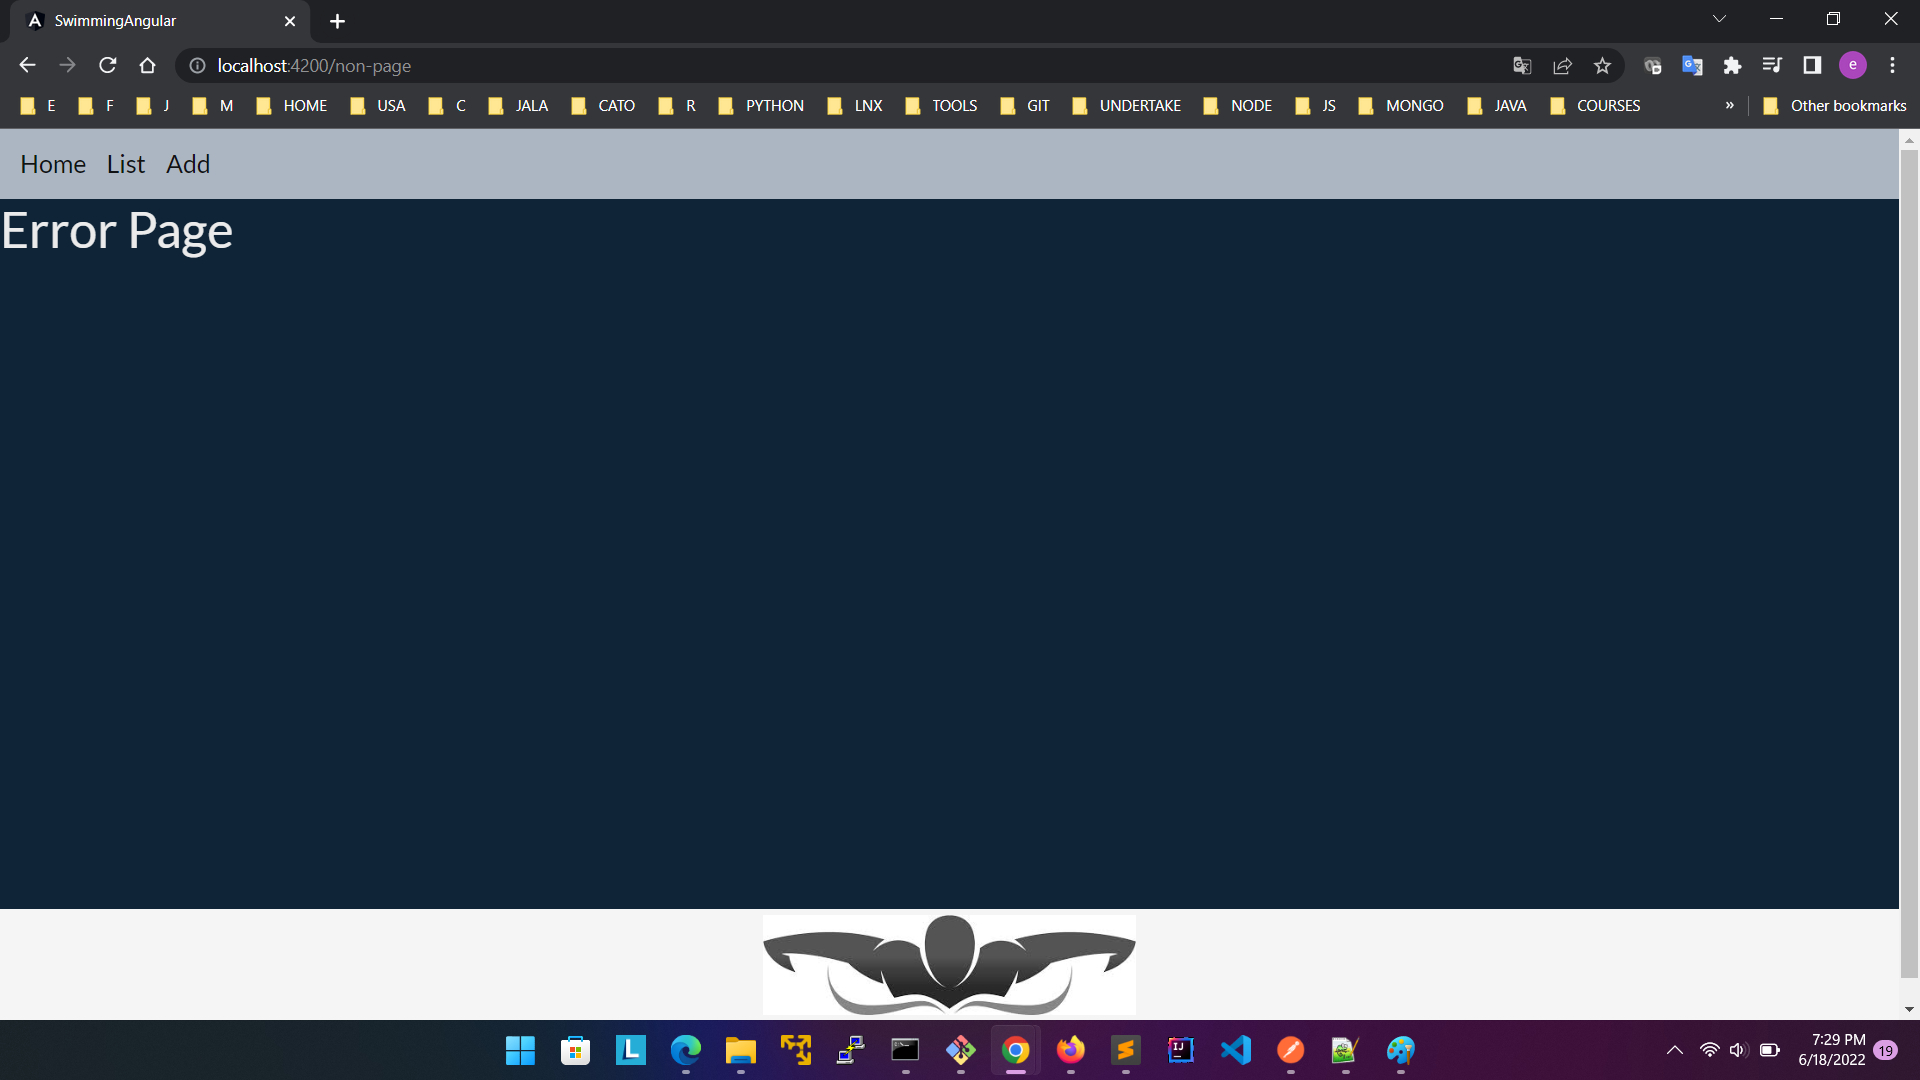 SwimmingAngular
localhost:4200/non-page
e
E F J M HOME USA C JALA CATO R PYTHON LNX TOOLS GIT UNDERTAKE NODE JS MONGO JAVA COURSES » Other bookmarks
Home List Add
Error Page
L
IJ
7:29 PM
6/18/2022
19